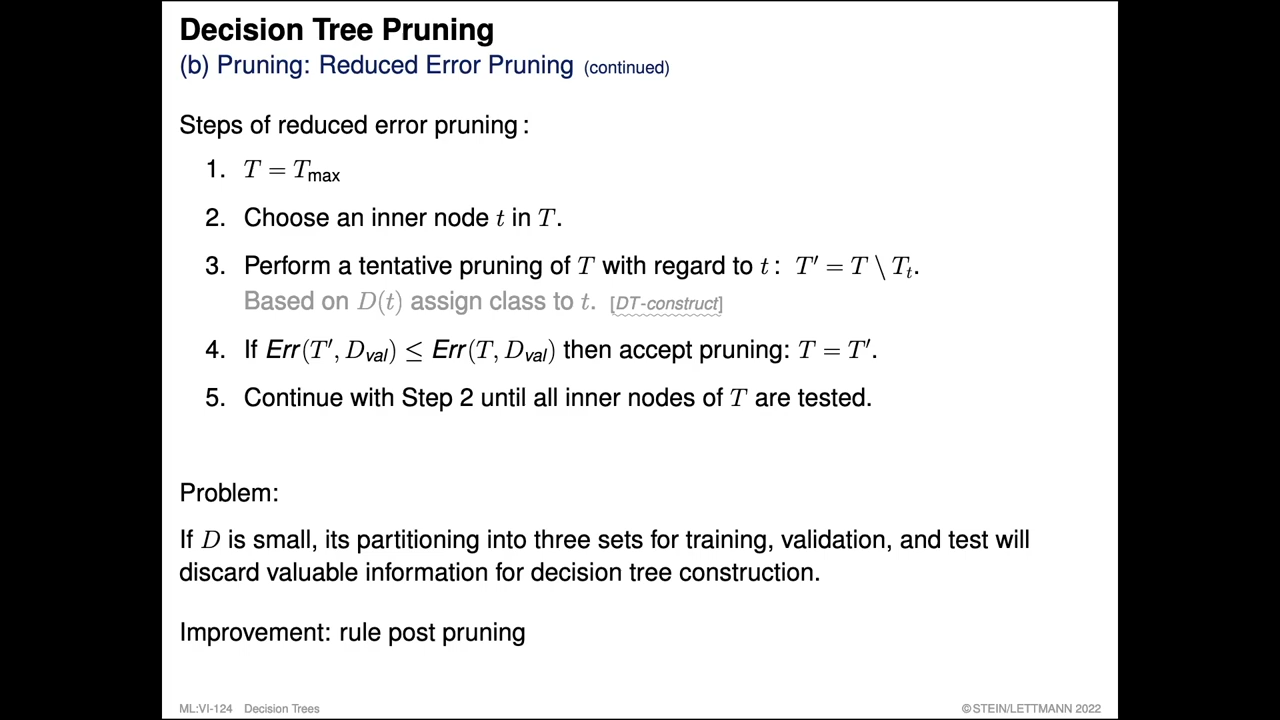 Decision Tree Pruning
(b) Pruning: Reduced Error Pruning (continued)
Steps of reduced error pruning:
1. T = Tmax
2. Choose an inner node t in T.
3. Perform a tentative pruning of T with regard to t: T′ = T \ Tt.
Based on D(t) assign class to t. [DT-construct]
4. If Err(T′, Dval) ≤ Err(T, Dval) then accept pruning: T = T′.
5. Continue with Step 2 until all inner nodes of T are tested.
Problem:
If D is small, its partitioning into three sets for training, validation, and test will
discard valuable information for decision tree construction.
Improvement: rule post pruning
ML:VI-124 Decision Trees ©STEIN/LETTMANN 2022